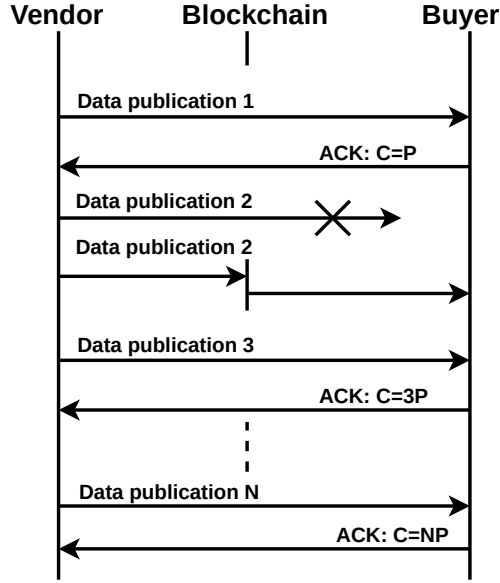 Vendor Blockchain Buyer
Data publication 1
ACK: C=P
Data publication 2
Data publication 2
Data publication 3
ACK: C=3P
Data publication N
ACK: C=NP